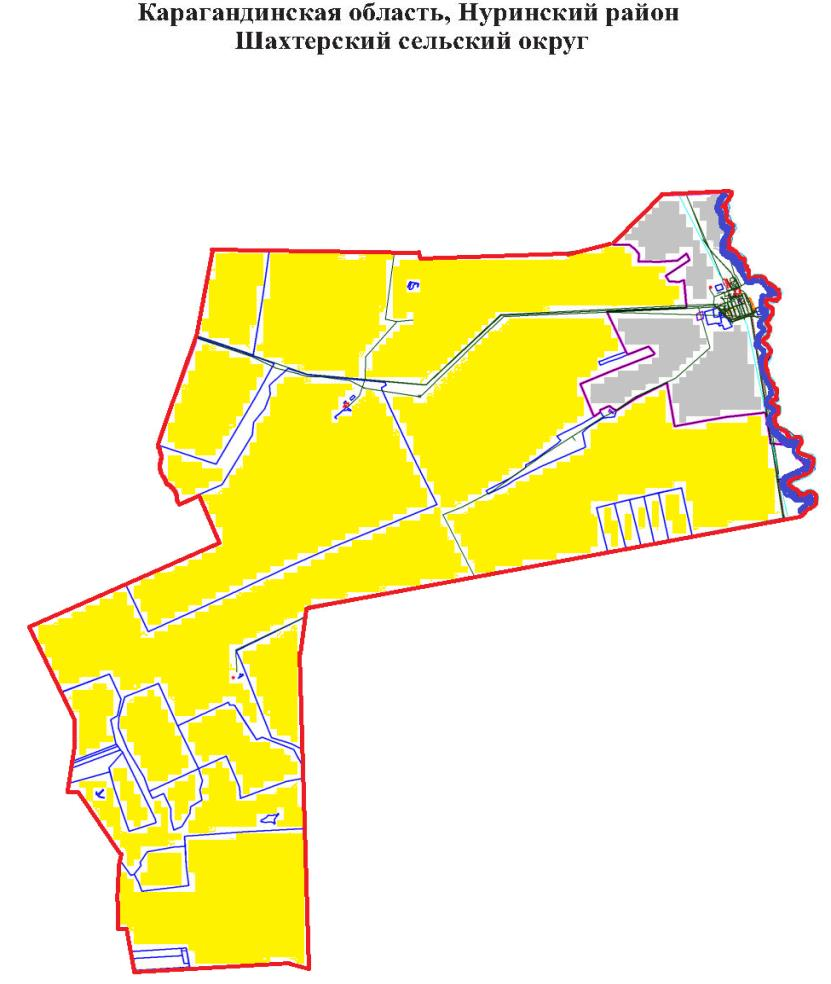 Карагандинская область, Нуринский район
Шахтерский сельский округ